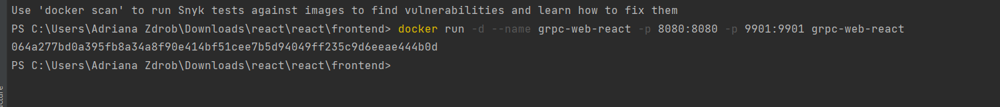 Use 'docker scan' to run Snyk tests against images to find vulnerabilities and learn how to fix them
PS C:\Users\Adriana Zdrob\Downloads\react\react\frontend> docker run -d --name grpc-web-react -p 8080:8080 -p 9901:9901 grpc-web-react
064a277bd0a395fb8a34a8f90e414bf51cee7b5d94049ff235c9d6eeae444b0d
PS C:\Users\Adriana Zdrob\Downloads\react\react\frontend>